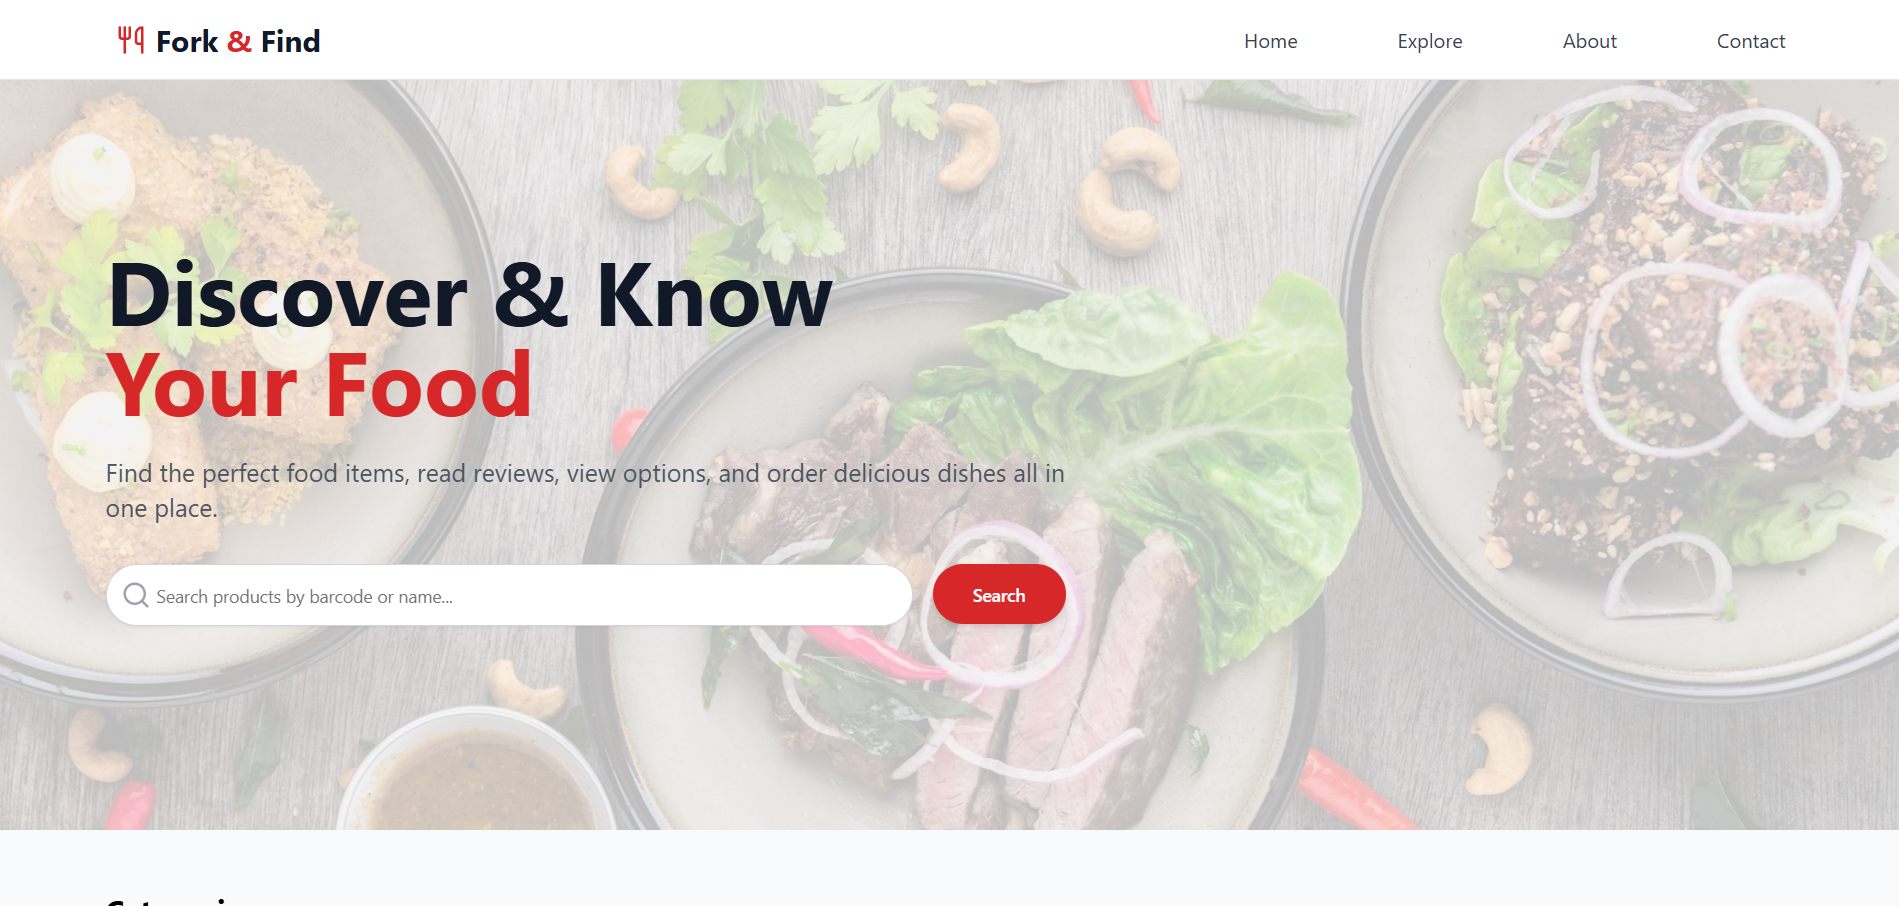 Fork & Find
Home
Explore
About
Contact
Discover & Know
Your Food
Find the perfect food items, read reviews, view options, and order delicious dishes all in
one place.
Search products by barcode or name...
Search